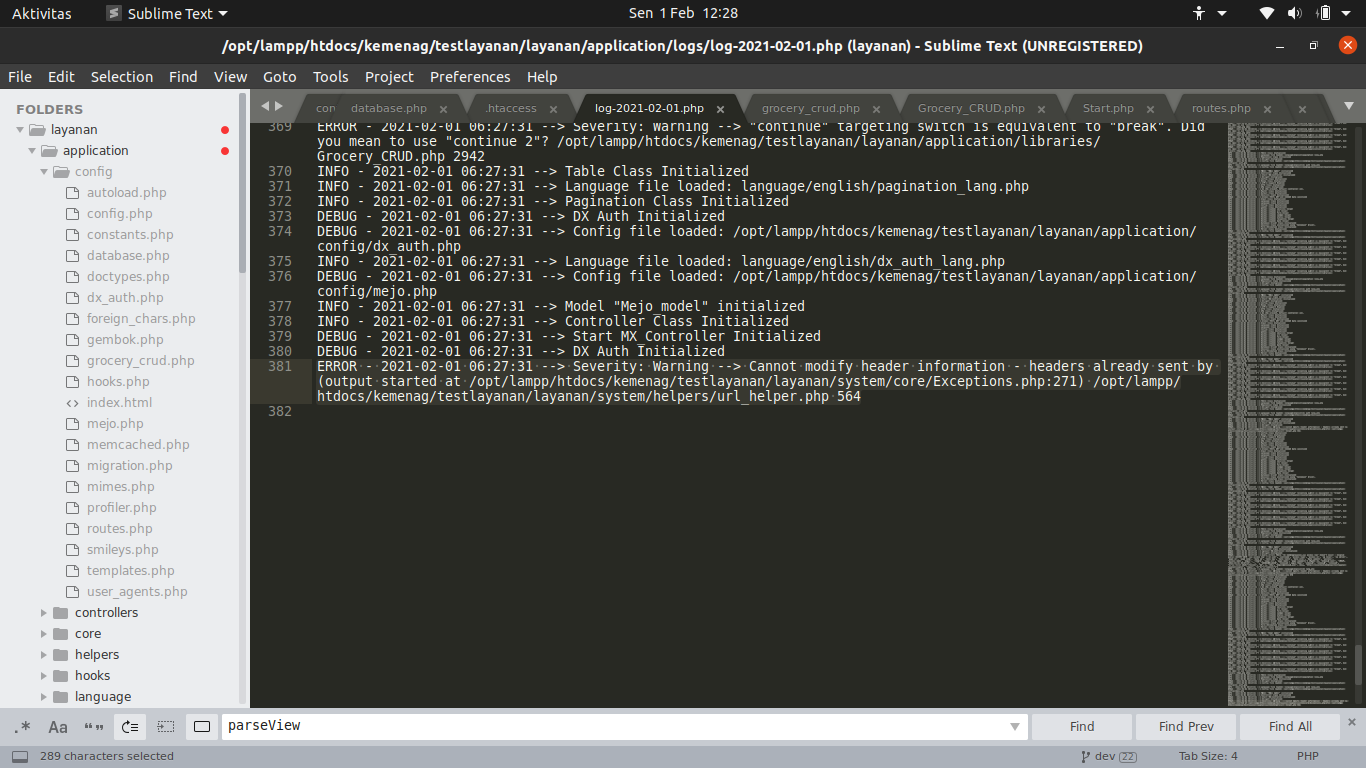 Aktivitas
Sublime Text
Sen 1 Feb 12:28
/opt/lampp/htdocs/kemenag/testlayanan/layanan/application/logs/log-2021-02-01.php (layanan) - Sublime Text (UNREGISTERED)
File Edit Selection Find View Goto Tools Project Preferences Help
FOLDERS
layanan
application
config
autoload.php
config.php
constants.php
database.php
doctypes.php
dx_auth.php
foreign_chars.php
gembok.php
grocery_crud.php
hooks.php
index.html
mejo.php
memcached.php
migration.php
mimes.php
profiler.php
routes.php
smileys.php
templates.php
user_agents.php
controllers
core
helpers
hooks
language
con database.php .htaccess log-2021-02-01.php grocery_crud.php Grocery_CRUD.php Start.php routes.php
369 ERROR - 2021-02-01 06:27:31 --> Severity: Warning --> "continue" targeting switch is equivalent to "break". Did
you mean to use "continue 2"? /opt/lampp/htdocs/kemenag/testlayanan/layanan/application/libraries/
Grocery_CRUD.php 2942
370 INFO - 2021-02-01 06:27:31 --> Table Class Initialized
371 INFO - 2021-02-01 06:27:31 --> Language file loaded: language/english/pagination_lang.php
372 INFO - 2021-02-01 06:27:31 --> Pagination Class Initialized
373 DEBUG - 2021-02-01 06:27:31 --> DX Auth Initialized
374 DEBUG - 2021-02-01 06:27:31 --> Config file loaded: /opt/lampp/htdocs/kemenag/testlayanan/layanan/application/
config/dx_auth.php
375 INFO - 2021-02-01 06:27:31 --> Language file loaded: language/english/dx_auth_lang.php
376 DEBUG - 2021-02-01 06:27:31 --> Config file loaded: /opt/lampp/htdocs/kemenag/testlayanan/layanan/application/
config/mejo.php
377 INFO - 2021-02-01 06:27:31 --> Model "Mejo_model" initialized
378 INFO - 2021-02-01 06:27:31 --> Controller Class Initialized
379 DEBUG - 2021-02-01 06:27:31 --> Start MX_Controller Initialized
380 DEBUG - 2021-02-01 06:27:31 --> DX Auth Initialized
381 ERROR - 2021-02-01 06:27:31 --> Severity: Warning --> Cannot modify header information - headers already sent by
(output started at /opt/lampp/htdocs/kemenag/testlayanan/layanan/system/core/Exceptions.php:271) /opt/lampp/
htdocs/kemenag/testlayanan/layanan/system/helpers/url_helper.php 564
382
.* Aa "" parseView Find Find Prev Find All
289 characters selected
dev 22 Tab Size: 4 PHP